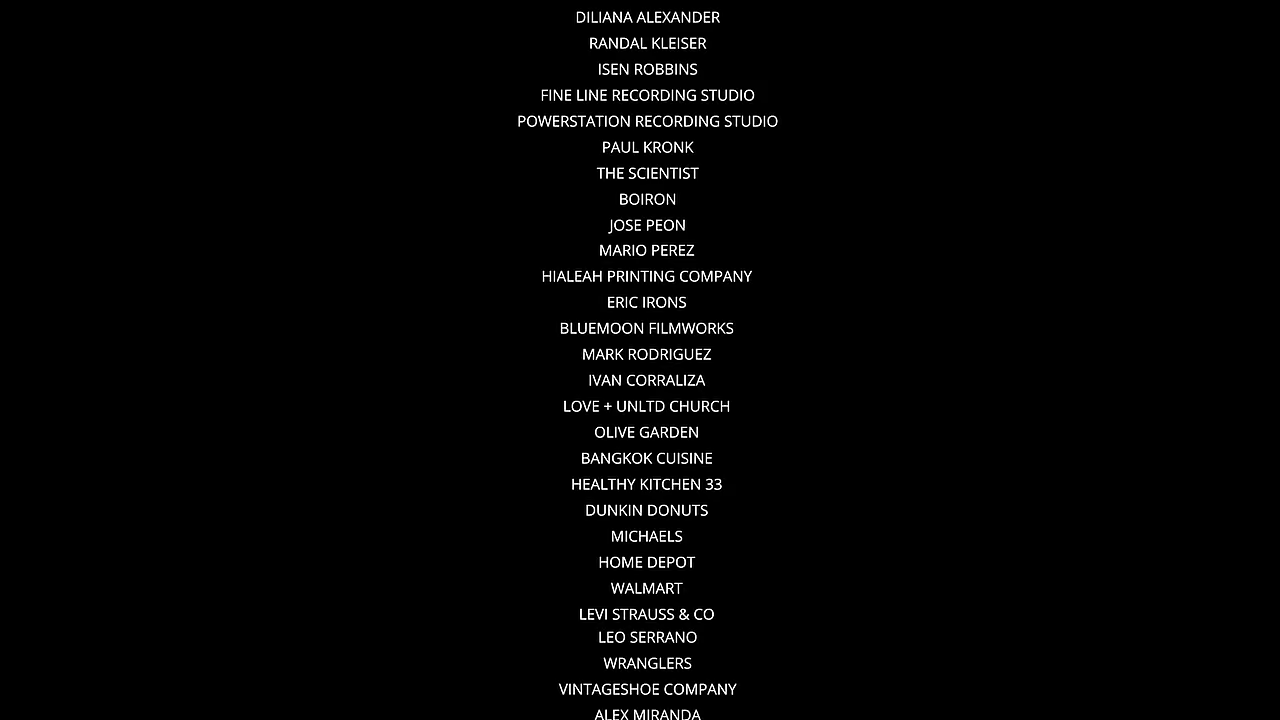 DILIANA ALEXANDER
RANDAL KLEISER
ISEN ROBBINS
FINE LINE RECORDING STUDIO
POWERSTATION RECORDING STUDIO
PAUL KRONK
THE SCIENTIST
BOIRON
JOSE PEON
MARIO PEREZ
HIALEAH PRINTING COMPANY
ERIC IRONS
BLUEMOON FILMWORKS
MARK RODRIGUEZ
IVAN CORRALIZA
LOVE + UNLTD CHURCH
OLIVE GARDEN
BANGKOK CUISINE
HEALTHY KITCHEN 33
DUNKIN DONUTS
MICHAELS
HOME DEPOT
WALMART
LEVI STRAUSS & CO
LEO SERRANO
WRANGLERS
VINTAGESHOE COMPANY
ALEX MIRANDA